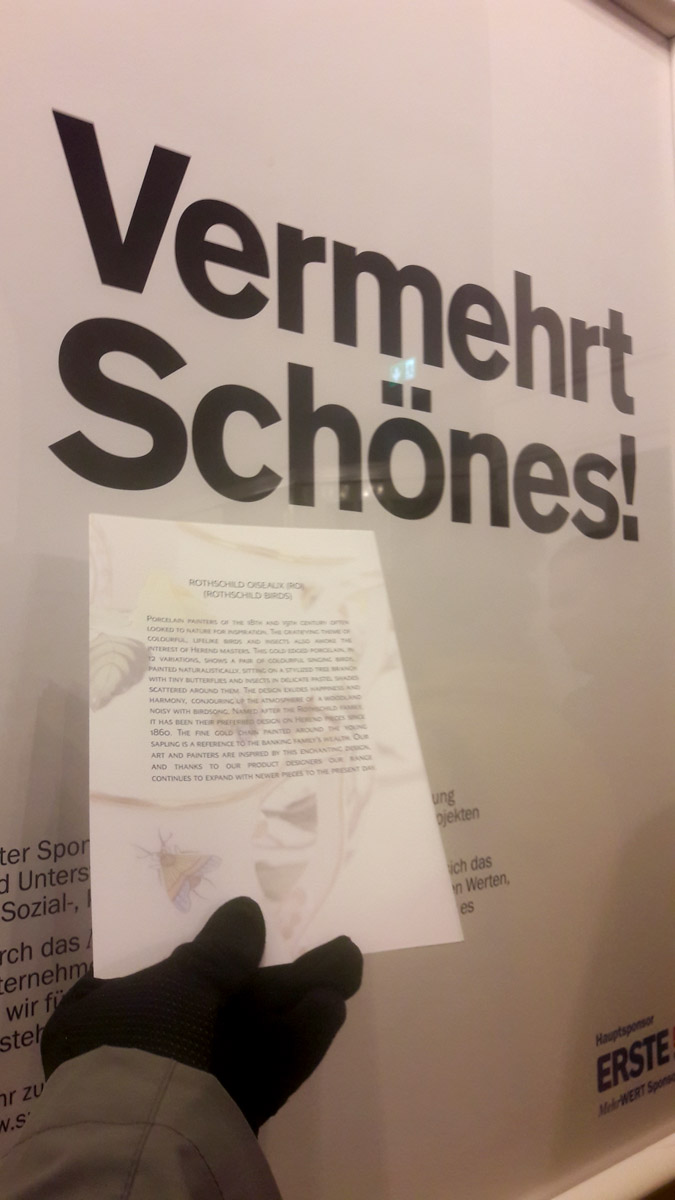 Vermehrt
Schönes!
ROTHSCHILD OISEAUX (RO)
(ROTHSCHILD BIRDS)
PORCELAIN PAINTERS OF THE 18TH AND 19TH CENTURY OFTEN
LOOKED TO NATURE FOR INSPIRATION. THE GRATIFYING THEME OF
COLOURFUL, LIFELIKE BIRDS AND INSECTS ALSO AWOKE THE
INTEREST OF HEREND MASTERS. THIS GOLD EDGED PORCELAIN, IN
12 VARIATIONS, SHOWS A PAIR OF COLOURFUL SINGING BIRDS,
PAINTED NATURALISTICALLY, SITTING ON A STYLIZED TREE BRANCH
WITH TINY BUTTERFLIES AND INSECTS IN DELICATE PASTEL SHADES
SCATTERED AROUND THEM. THE DESIGN EXUDES HAPPINESS AND
HARMONY, CONJOURING UP THE ATMOSPHERE OF A WOODLAND
NOISY WITH BIRDSONG. NAMED AFTER THE ROTHSCHILD FAMILY,
IT HAS BEEN THEIR PREFERRED DESIGN ON HEREND PIECES SINCE
1860. THE FINE GOLD CHAIN PAINTED AROUND THE YOUNG
SAPLING IS A REFERENCE TO THE BANKING FAMILY'S WEALTH. OUR
ART AND PAINTERS ARE INSPIRED BY THIS ENCHANTING DESIGN,
AND THANKS TO OUR PRODUCT DESIGNERS OUR RANGE
CONTINUES TO EXPAND WITH NEWER PIECES TO THE PRESENT DAY.
ung
ojekten
ter Spor
d Unters
Sozial-,
ich das
en Werten,
es
rch das
ternehm
wir fü
steh
hr zu
w.s
Hauptsponsor
ERSTE
MehrWERT Sponso